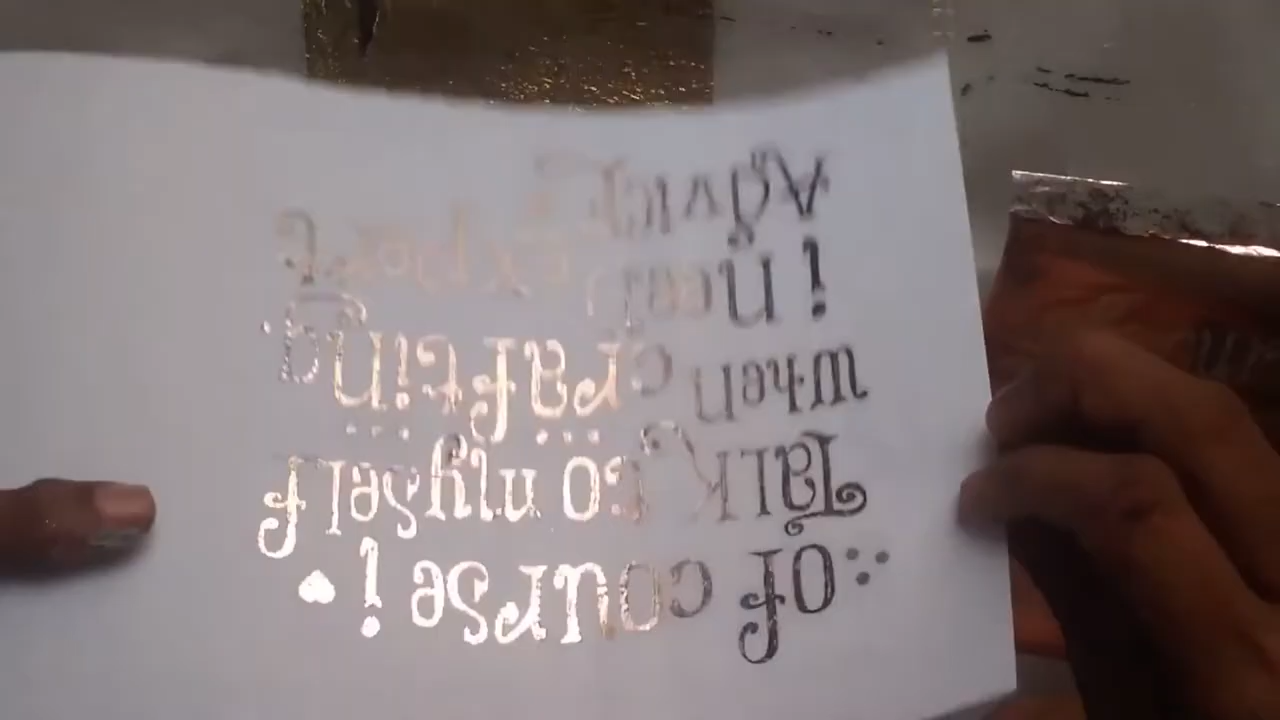 Of course i
Talk to myself
when crafting.
i need expert
Advice